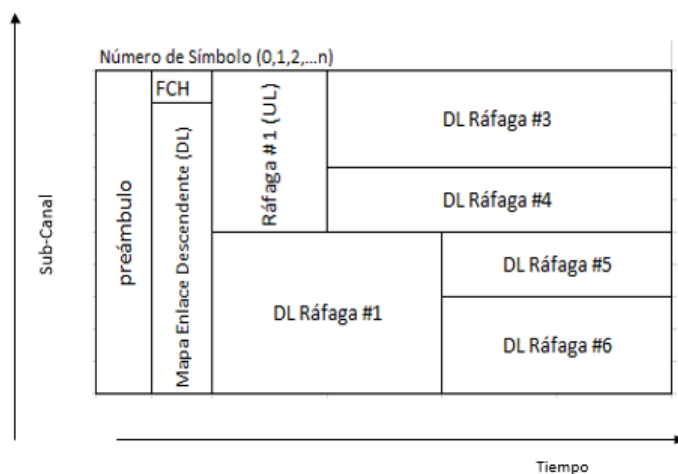 Número de Símbolo (0,1,2,...n)
Sub-Canal
preámbulo
FCH
Mapa Enlace Descendente (DL)
Ráfaga #1 (UL)
DL Ráfaga #3
DL Ráfaga #4
DL Ráfaga #1
DL Ráfaga #5
DL Ráfaga #6
Tiempo